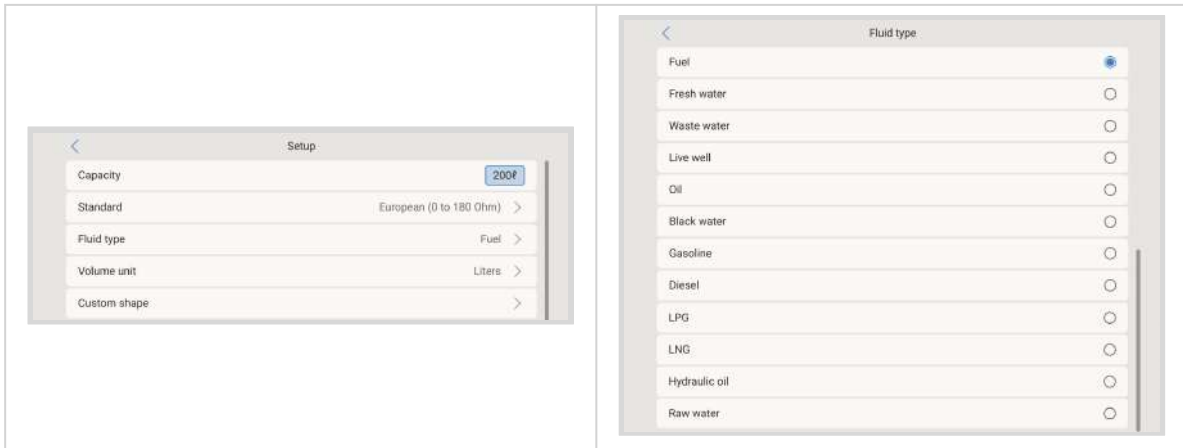 Setup
Capacity 200ℓ
Standard European (0 to 180 Ohm)
Fluid type Fuel
Volume unit Liters
Custom shape
Fluid type
Fuel
Fresh water
Waste water
Live well
Oil
Black water
Gasoline
Diesel
LPG
LNG
Hydraulic oil
Raw water